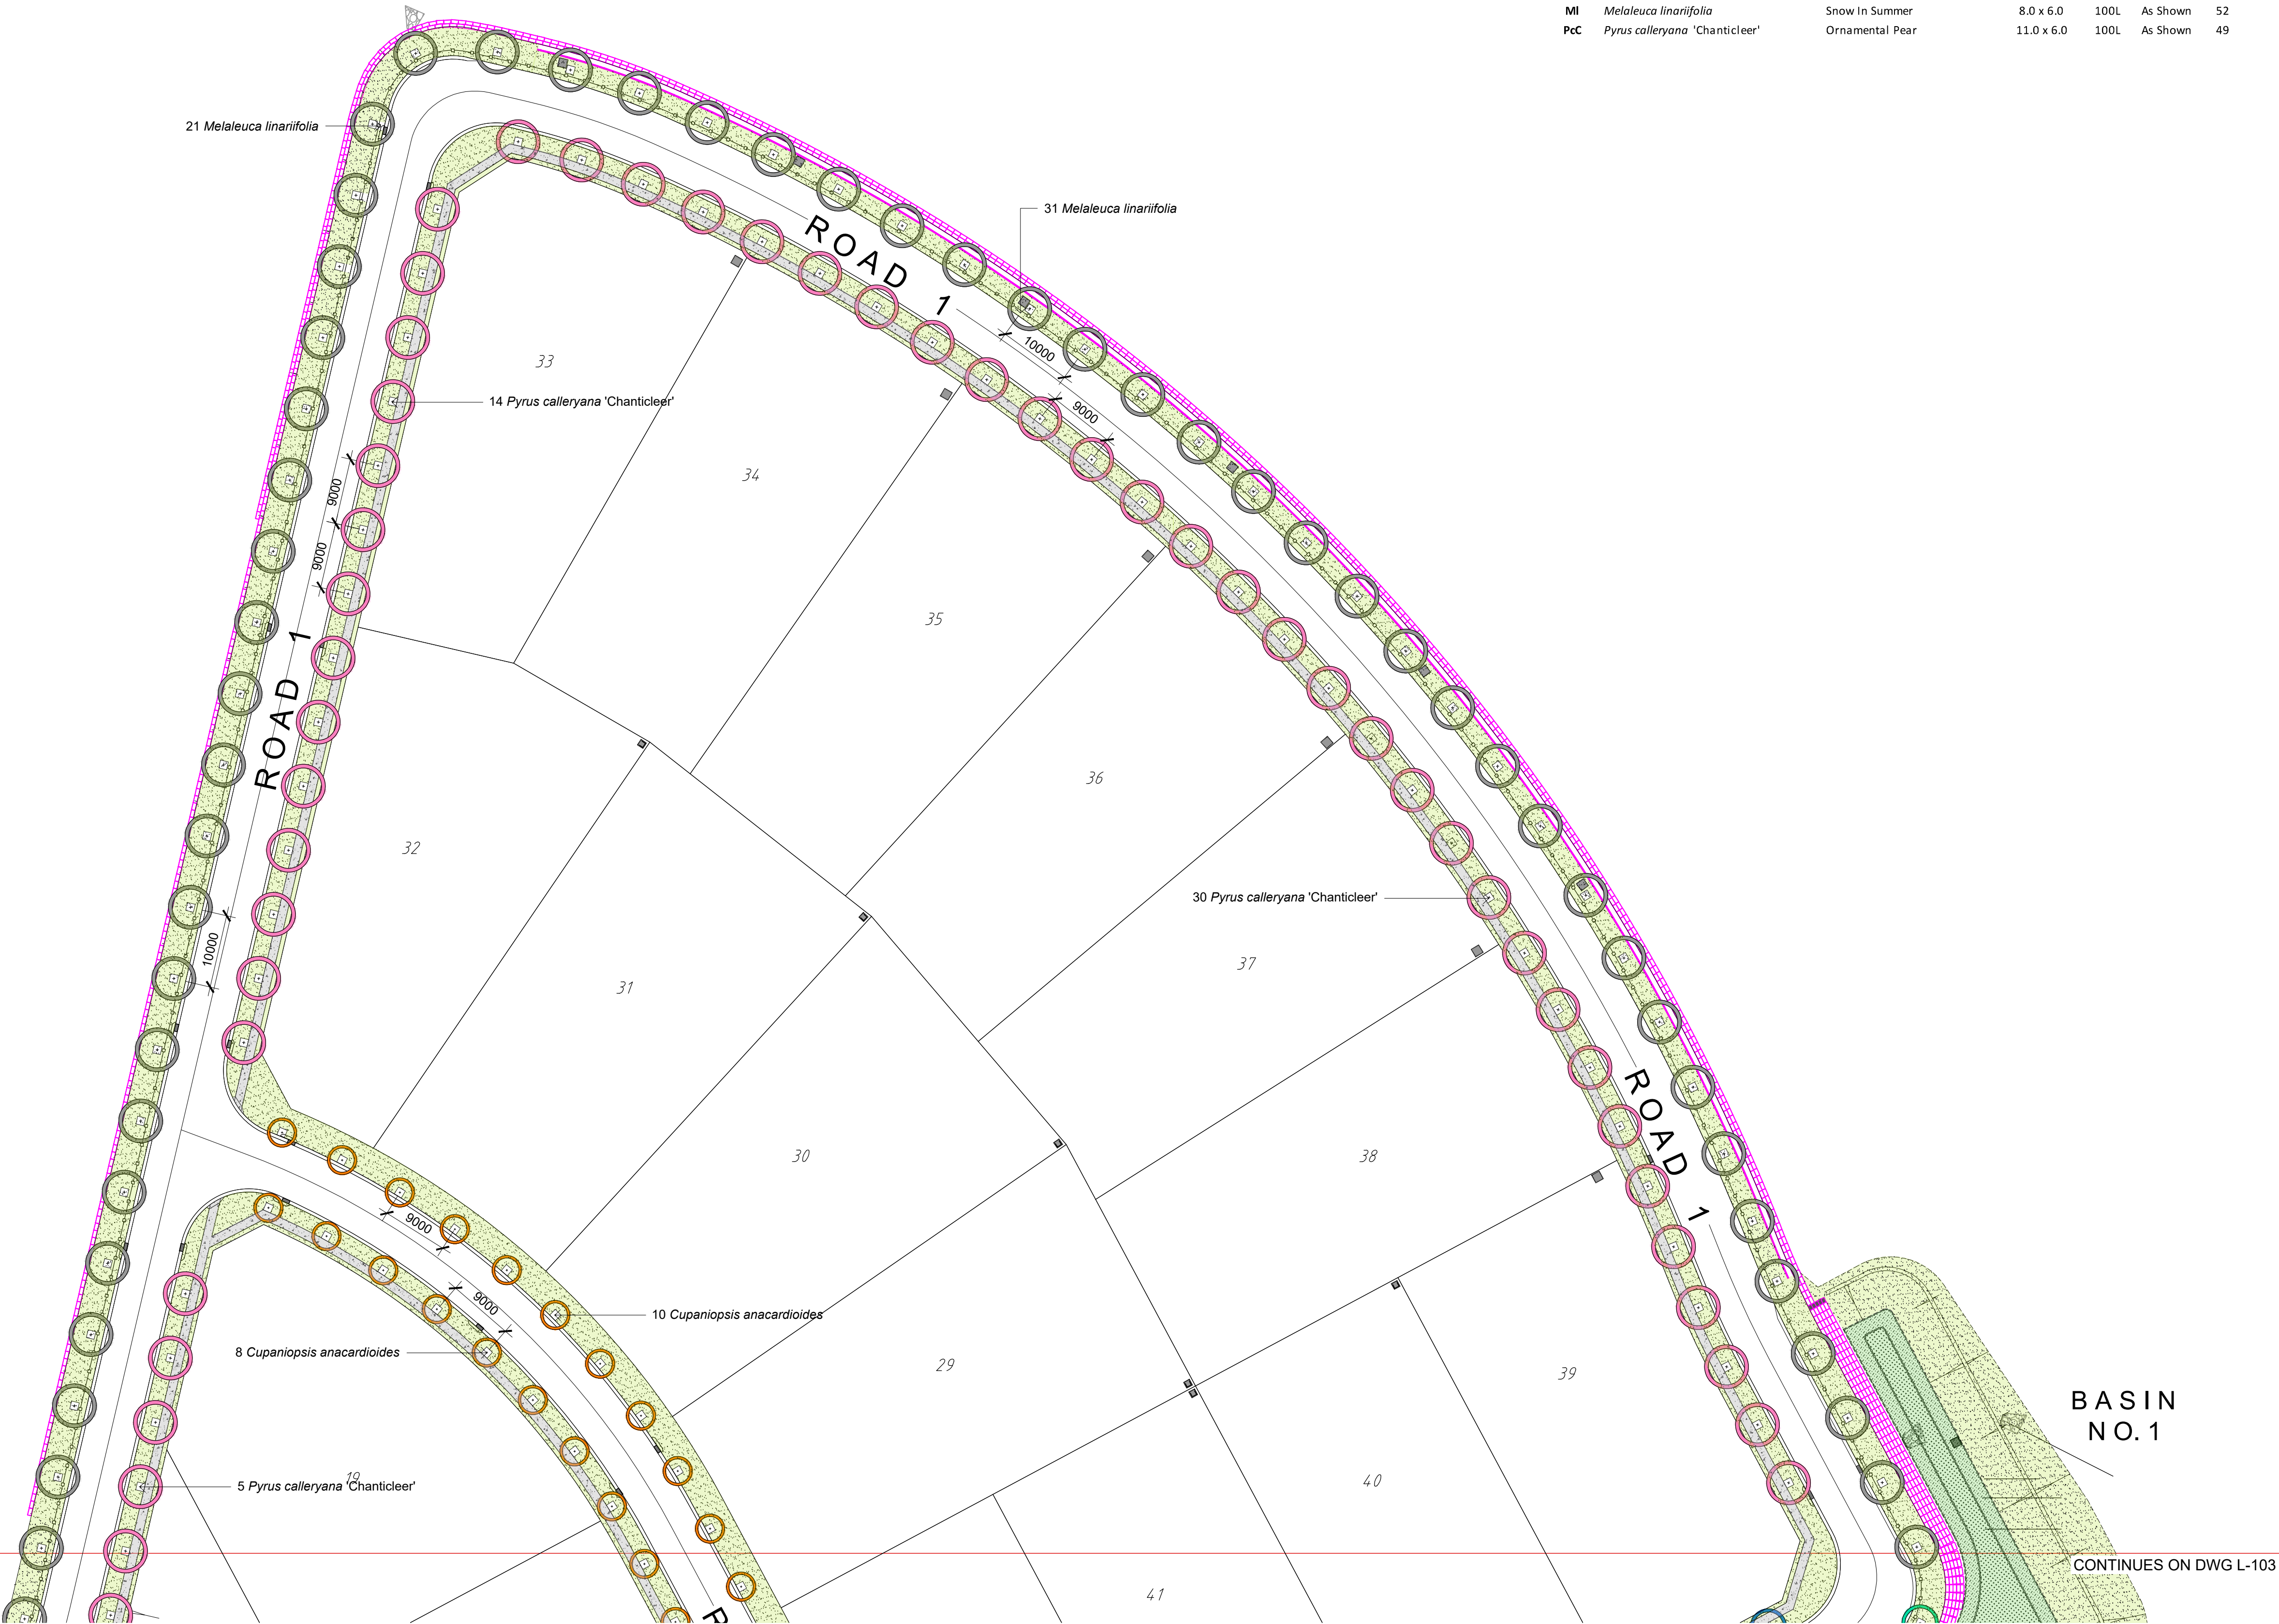 Ml Melaleuca linariifolia Snow In Summer 8.0 x 6.0 100L As Shown 52
PcC Pyrus calleryana 'Chanticleer' Ornamental Pear 11.0 x 6.0 100L As Shown 49
21 Melaleuca linariifolia
31 Melaleuca linariifolia
ROAD 1
10000
33
14 Pyrus calleryana 'Chanticleer'
9000
34
9000
9000
35
ROAD 1
36
32
30 Pyrus calleryana 'Chanticleer'
10000
37
31
ROAD 1
30
38
9000
9000
10 Cupaniopsis anacardioides
8 Cupaniopsis anacardioides
29
39
BASIN
NO. 1
19
5 Pyrus calleryana 'Chanticleer'
40
CONTINUES ON DWG L-103
41
R